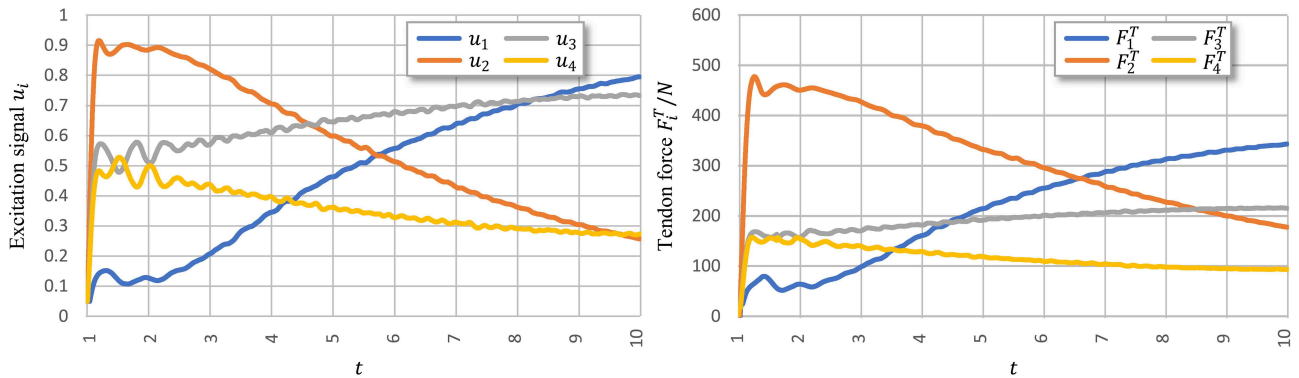 Excitation signal u_i
1
0.9
0.8
0.7
0.6
0.5
0.4
0.3
0.2
0.1
0
u_1 u_3
u_2 u_4
1 2 3 4 5 6 7 8 9 10
t
Tendon force F_i^T/N
600
500
400
300
200
100
0
F_1^T F_3^T
F_2^T F_4^T
1 2 3 4 5 6 7 8 9 10
t